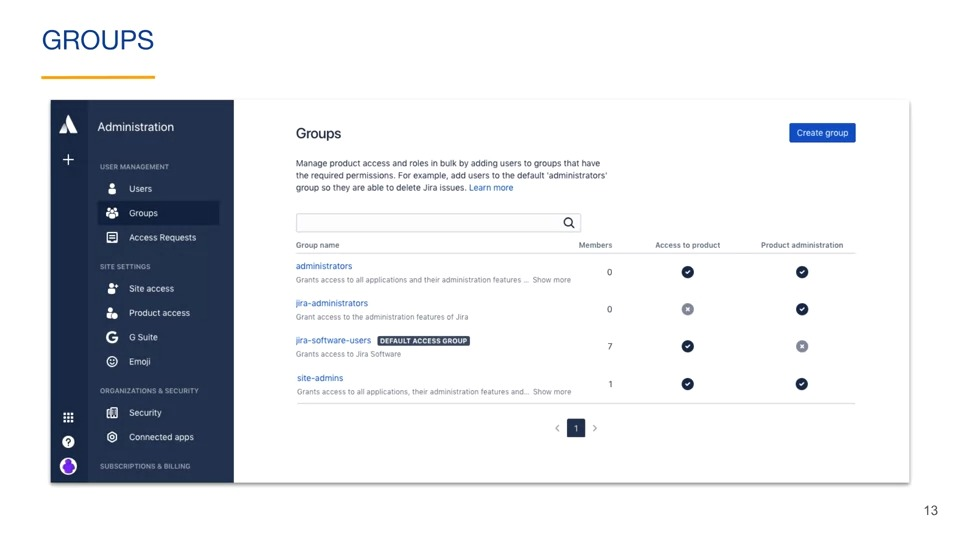 GROUPS
Administration
USER MANAGEMENT
Users
Groups
Access Requests
SITE SETTINGS
Site access
Product access
G Suite
Emoji
ORGANIZATIONS & SECURITY
Security
Connected apps
SUBSCRIPTIONS & BILLING
Groups
Create group
Manage product access and roles in bulk by adding users to groups that have
the required permissions. For example, add users to the default 'administrators'
group so they are able to delete Jira issues. Learn more
Group name Members Access to product Product administration
administrators 0
Grants access to all applications and their administration features ... Show more
jira-administrators 0
Grant access to the administration features of Jira
jira-software-users DEFAULT ACCESS GROUP 7
Grants access to Jira Software
site-admins 1
Grants access to all applications, their administration features and... Show more
1
13